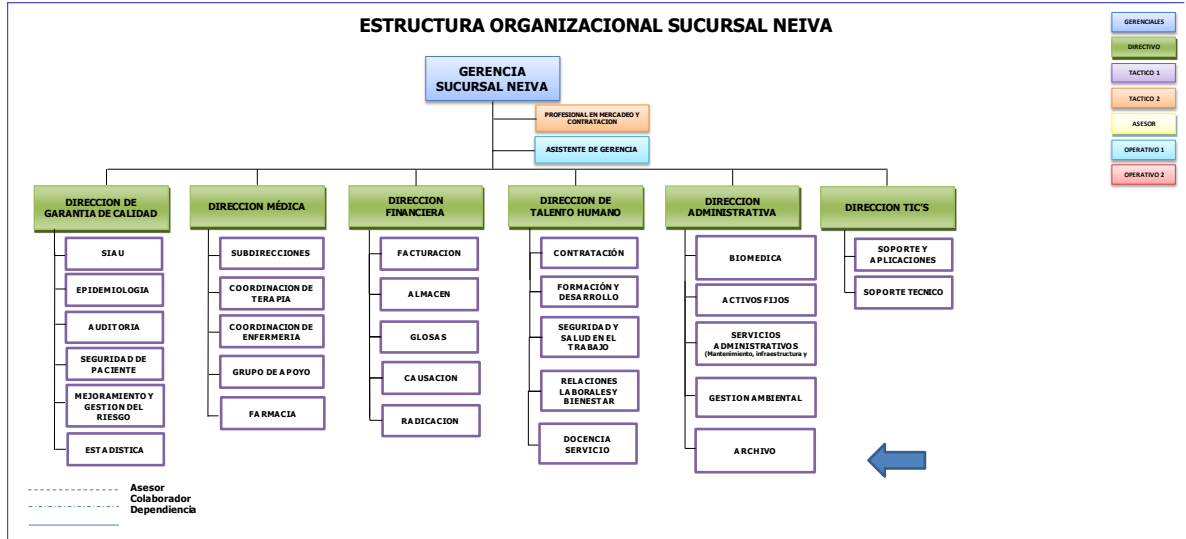 ESTRUCTURA ORGANIZACIONAL SUCURSAL NEIVA
GERENCIALES
DIRECTIVO
TACTICO 1
TACTICO 2
ASESOR
OPERATIVO 1
OPERATIVO 2
GERENCIA
SUCURSAL NEIVA
PROFESIONAL EN MERCADEO Y
CONTRATACION
ASISTENTE DE GERENCIA
DIRECCION DE
GARANTIA DE CALIDAD
SIAU
EPIDEMIOLOGIA
AUDITORIA
SEGURIDAD DE
PACIENTE
MEJORAMIENTO Y
GESTION DEL
RIESGO
ESTADISTICA
DIRECCION MÉDICA
SUBDIRECCIONES
COORDINACION DE
TERAPIA
COORDINACION DE
ENFERMERIA
GRUPO DE APOYO
FARMACIA
DIRECCION
FINANCIERA
FACTURACION
ALMACEN
GLOSAS
CAUSACION
RADICACION
DIRECCION DE
TALENTO HUMANO
CONTRATACIÓN
FORMACIÓN Y
DESARROLLO
SEGURIDAD Y
SALUD EN EL
TRABAJO
RELACIONES
LABORALES Y
BIENESTAR
DOCENCIA
SERVICIO
DIRECCION
ADMINISTRATIVA
BIOMEDICA
ACTIVOS FIJOS
SERVICIOS
ADMINISTRATIVOS
(Mantenimiento, infraestructura y
GESTION AMBIENTAL
ARCHIVO
DIRECCION TIC'S
SOPORTE Y
APLICACIONES
SOPORTE TECNICO
Asesor
Colaborador
Dependiencia